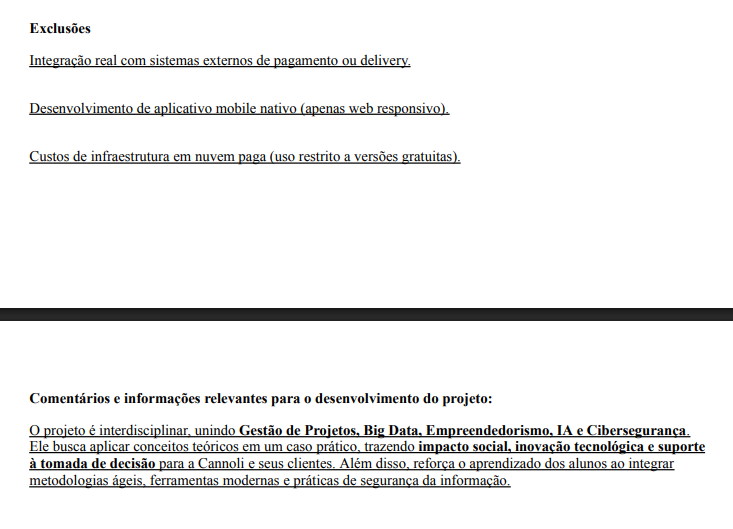 Exclusões
Integração real com sistemas externos de pagamento ou delivery.
Desenvolvimento de aplicativo mobile nativo (apenas web responsivo).
Custos de infraestrutura em nuvem paga (uso restrito a versões gratuitas).
Comentários e informações relevantes para o desenvolvimento do projeto:
O projeto é interdisciplinar, unindo Gestão de Projetos, Big Data, Empreendedorismo, IA e Cibersegurança.
Ele busca aplicar conceitos teóricos em um caso prático, trazendo impacto social, inovação tecnológica e suporte
à tomada de decisão para a Cannoli e seus clientes. Além disso, reforça o aprendizado dos alunos ao integrar
metodologias ágeis, ferramentas modernas e práticas de segurança da informação.